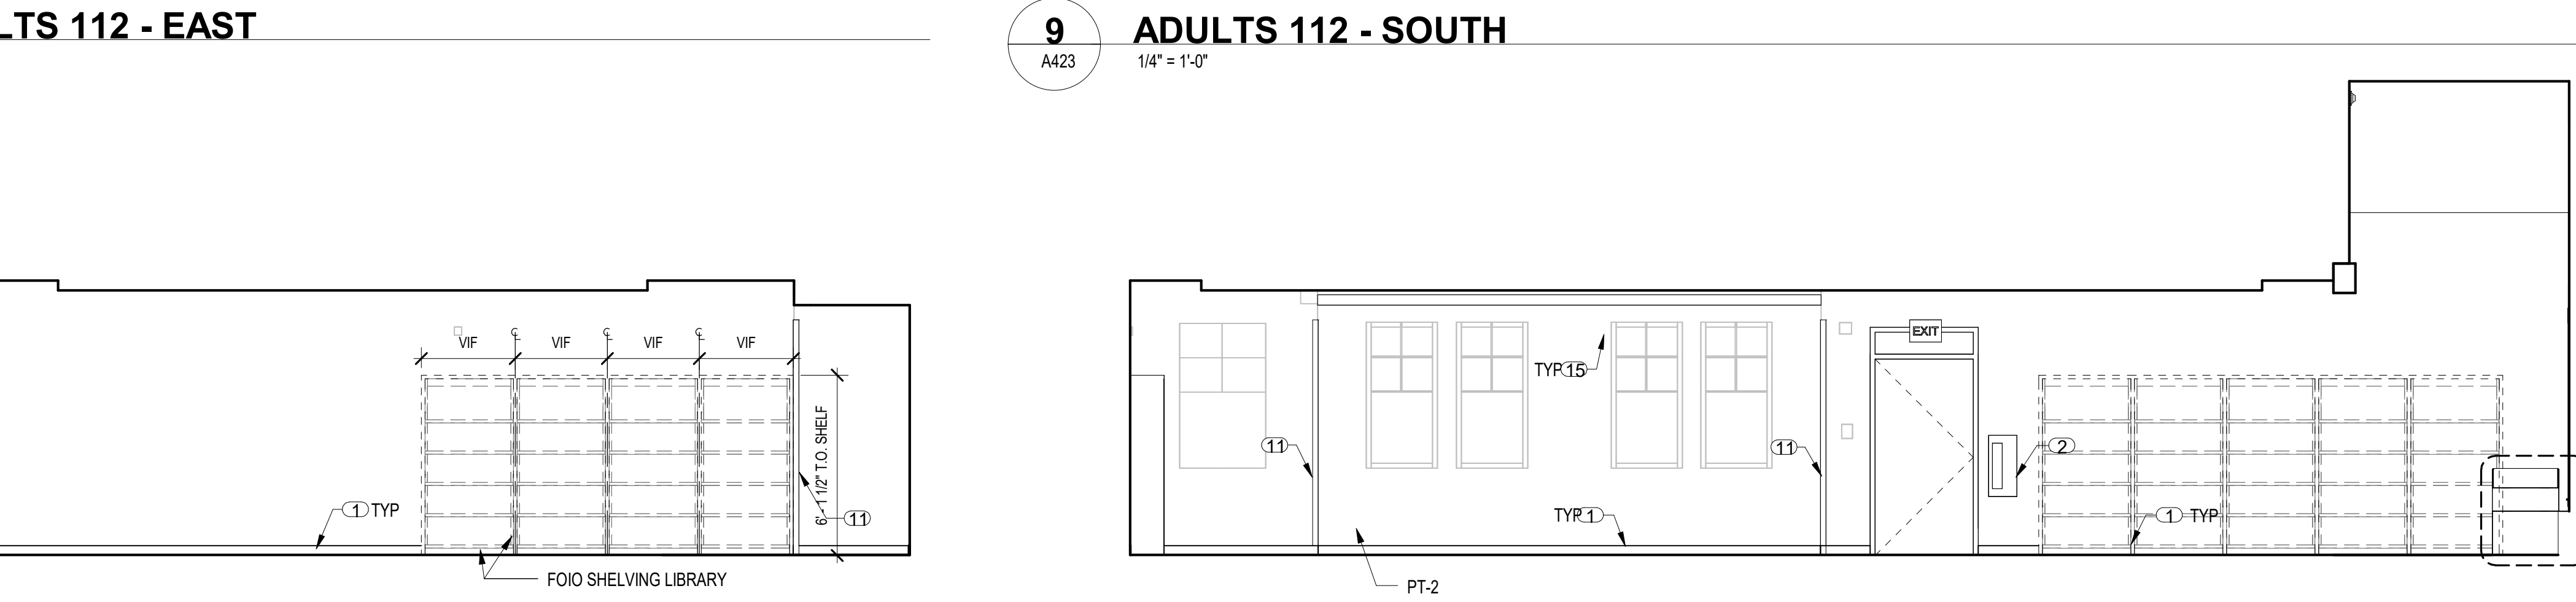 LTS 112 - EAST
9
A423
ADULTS 112 - SOUTH
1/4" = 1'-0"
VIF
VIF
VIF
VIF
6' - 1 1/2" T.O. SHELF
1 TYP
11
FOIO SHELVING LIBRARY
TYP 15
EXIT
11
11
2
TYP 1
1 TYP
PT-2